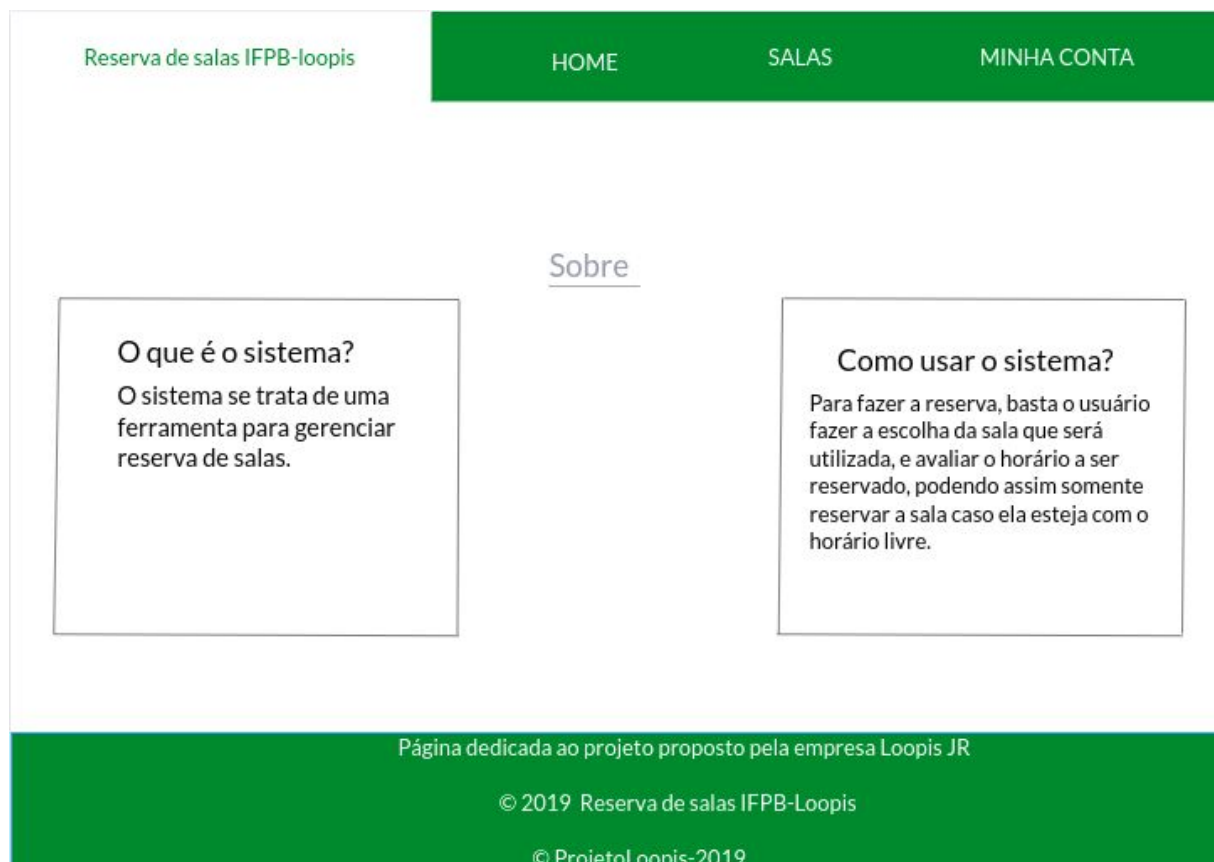 Reserva de salas IFPB-loopis
HOME
SALAS
MINHA CONTA
Sobre
O que é o sistema?
O sistema se trata de uma
ferramenta para gerenciar
reserva de salas.
Como usar o sistema?
Para fazer a reserva, basta o usuário
fazer a escolha da sala que será
utilizada, e avaliar o horário a ser
reservado, podendo assim somente
reservar a sala caso ela esteja com o
horário livre.
Página dedicada ao projeto proposto pela empresa Loopis JR
© 2019 Reserva de salas IFPB-Loopis
© ProjetoLoopis-2019